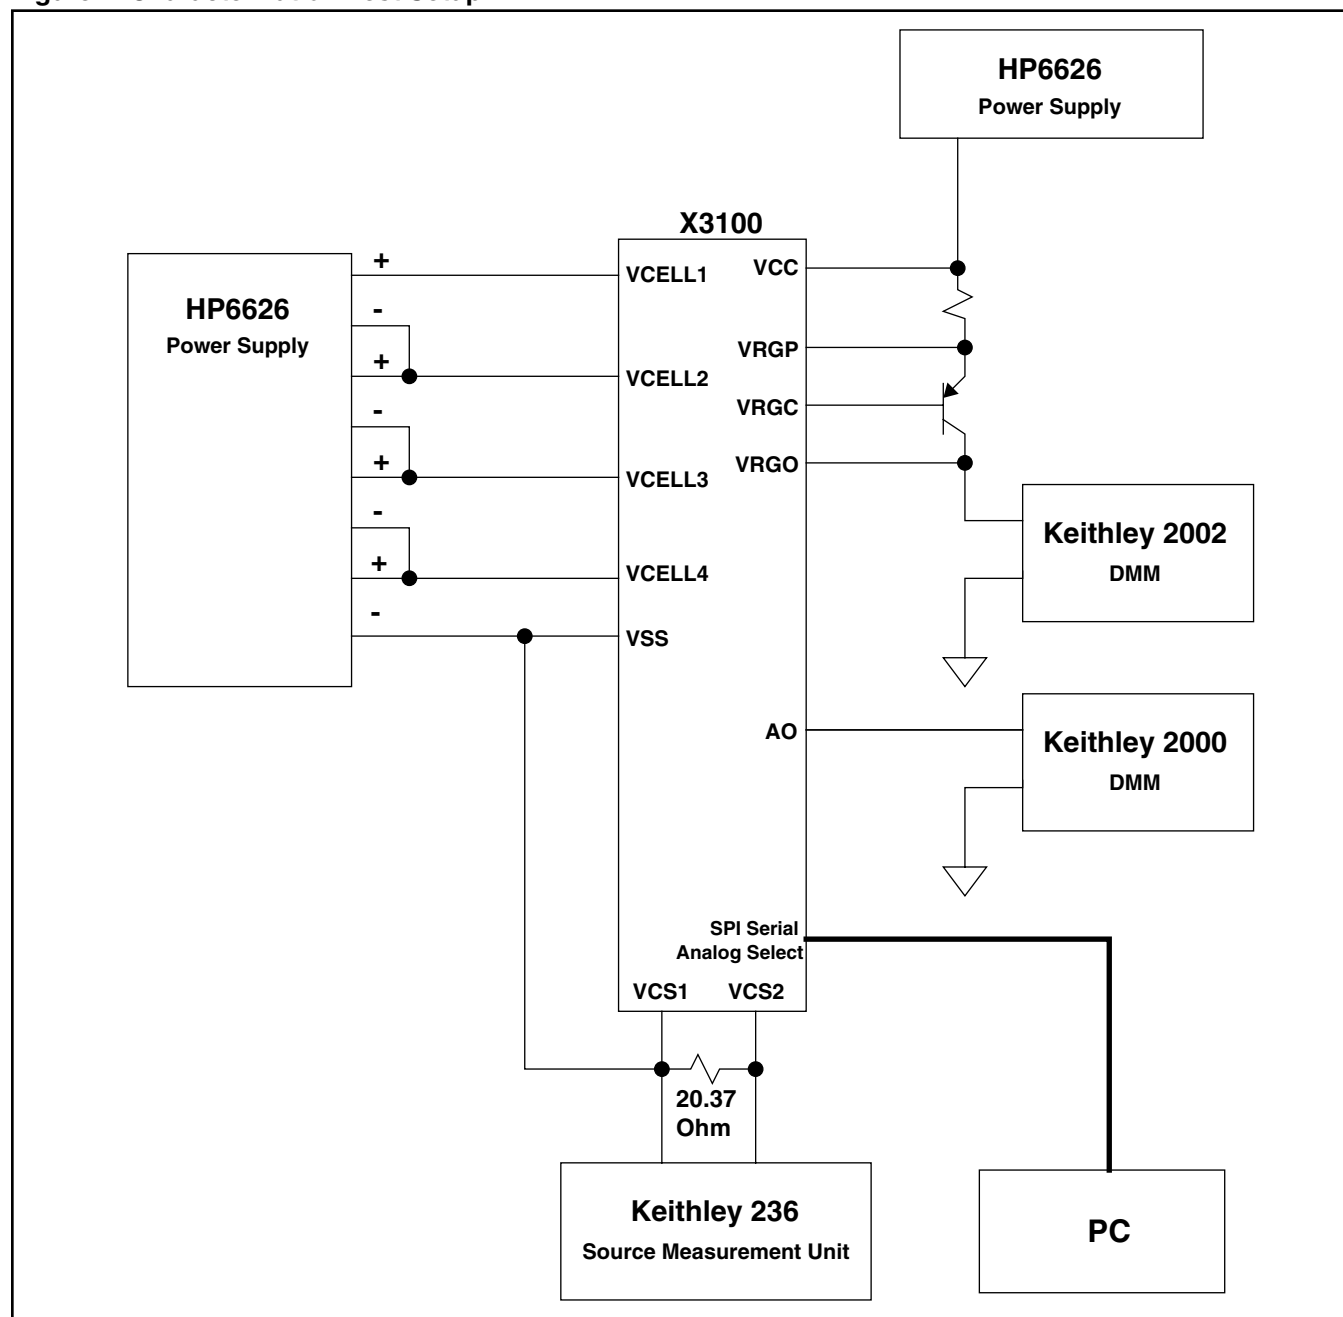 HP6626
Power Supply
X3100
HP6626
Power Supply
+
-
+
-
+
-
+
-
VCELL1
VCELL2
VCELL3
VCELL4
VSS
VCC
VRGP
VRGC
VRGO
Keithley 2002
DMM
AO
Keithley 2000
DMM
SPI Serial
Analog Select
VCS1
VCS2
20.37
Ohm
Keithley 236
Source Measurement Unit
PC